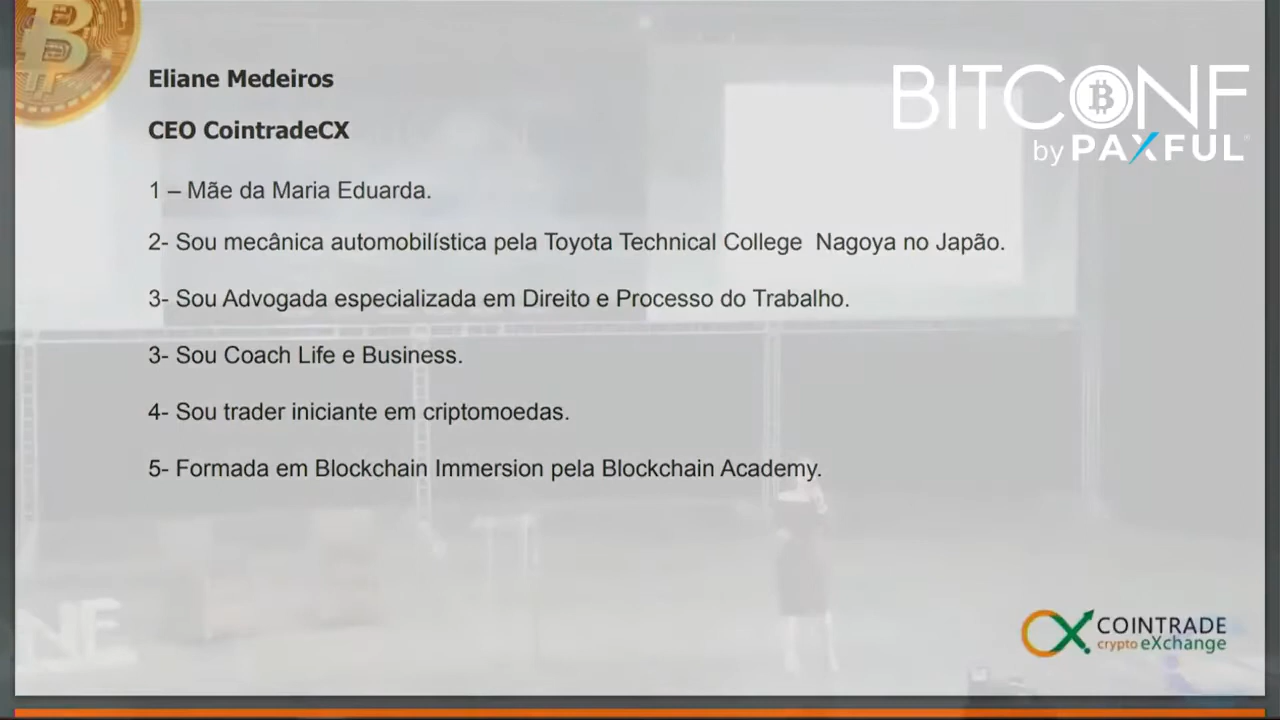 Eliane Medeiros
CEO CointradeCX
1 – Mãe da Maria Eduarda.
2- Sou mecânica automobilística pela Toyota Technical College  Nagoya no Japão.
3- Sou Advogada especializada em Direito e Processo do Trabalho.
3- Sou Coach Life e Business.
4- Sou trader iniciante em criptomoedas.
5- Formada em Blockchain Immersion pela Blockchain Academy.
BITCONF
by PAXFUL
NF
CX COINTRADE
crypto eXchange